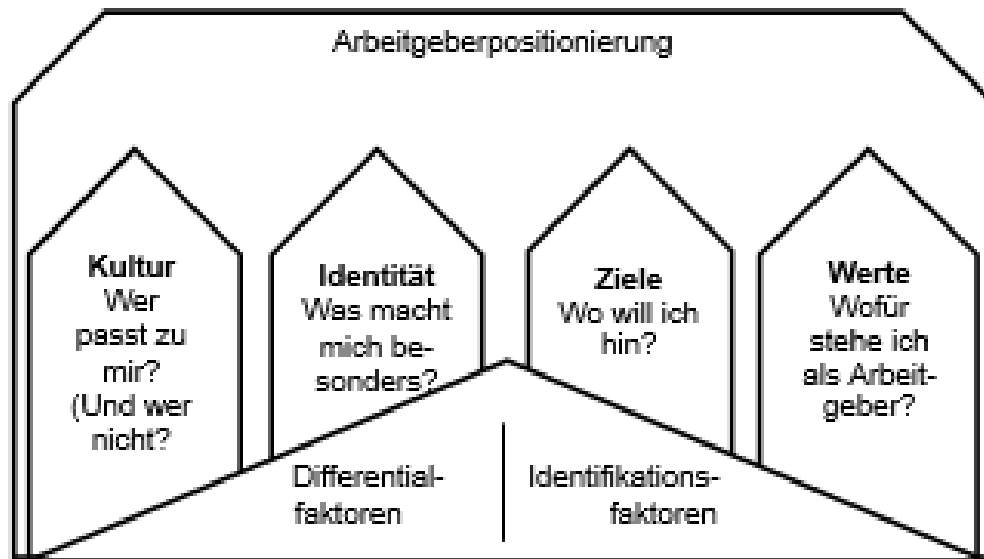 Arbeitgeberpositionierung
Kultur
Wer
passt zu
mir?
(Und wer
nicht?
Identität
Was macht
mich be-
sonders?
Ziele
Wo will ich
hin?
Werte
Wofür
stehe ich
als Arbeit-
geber?
Differential-
faktoren
Identifikations-
faktoren